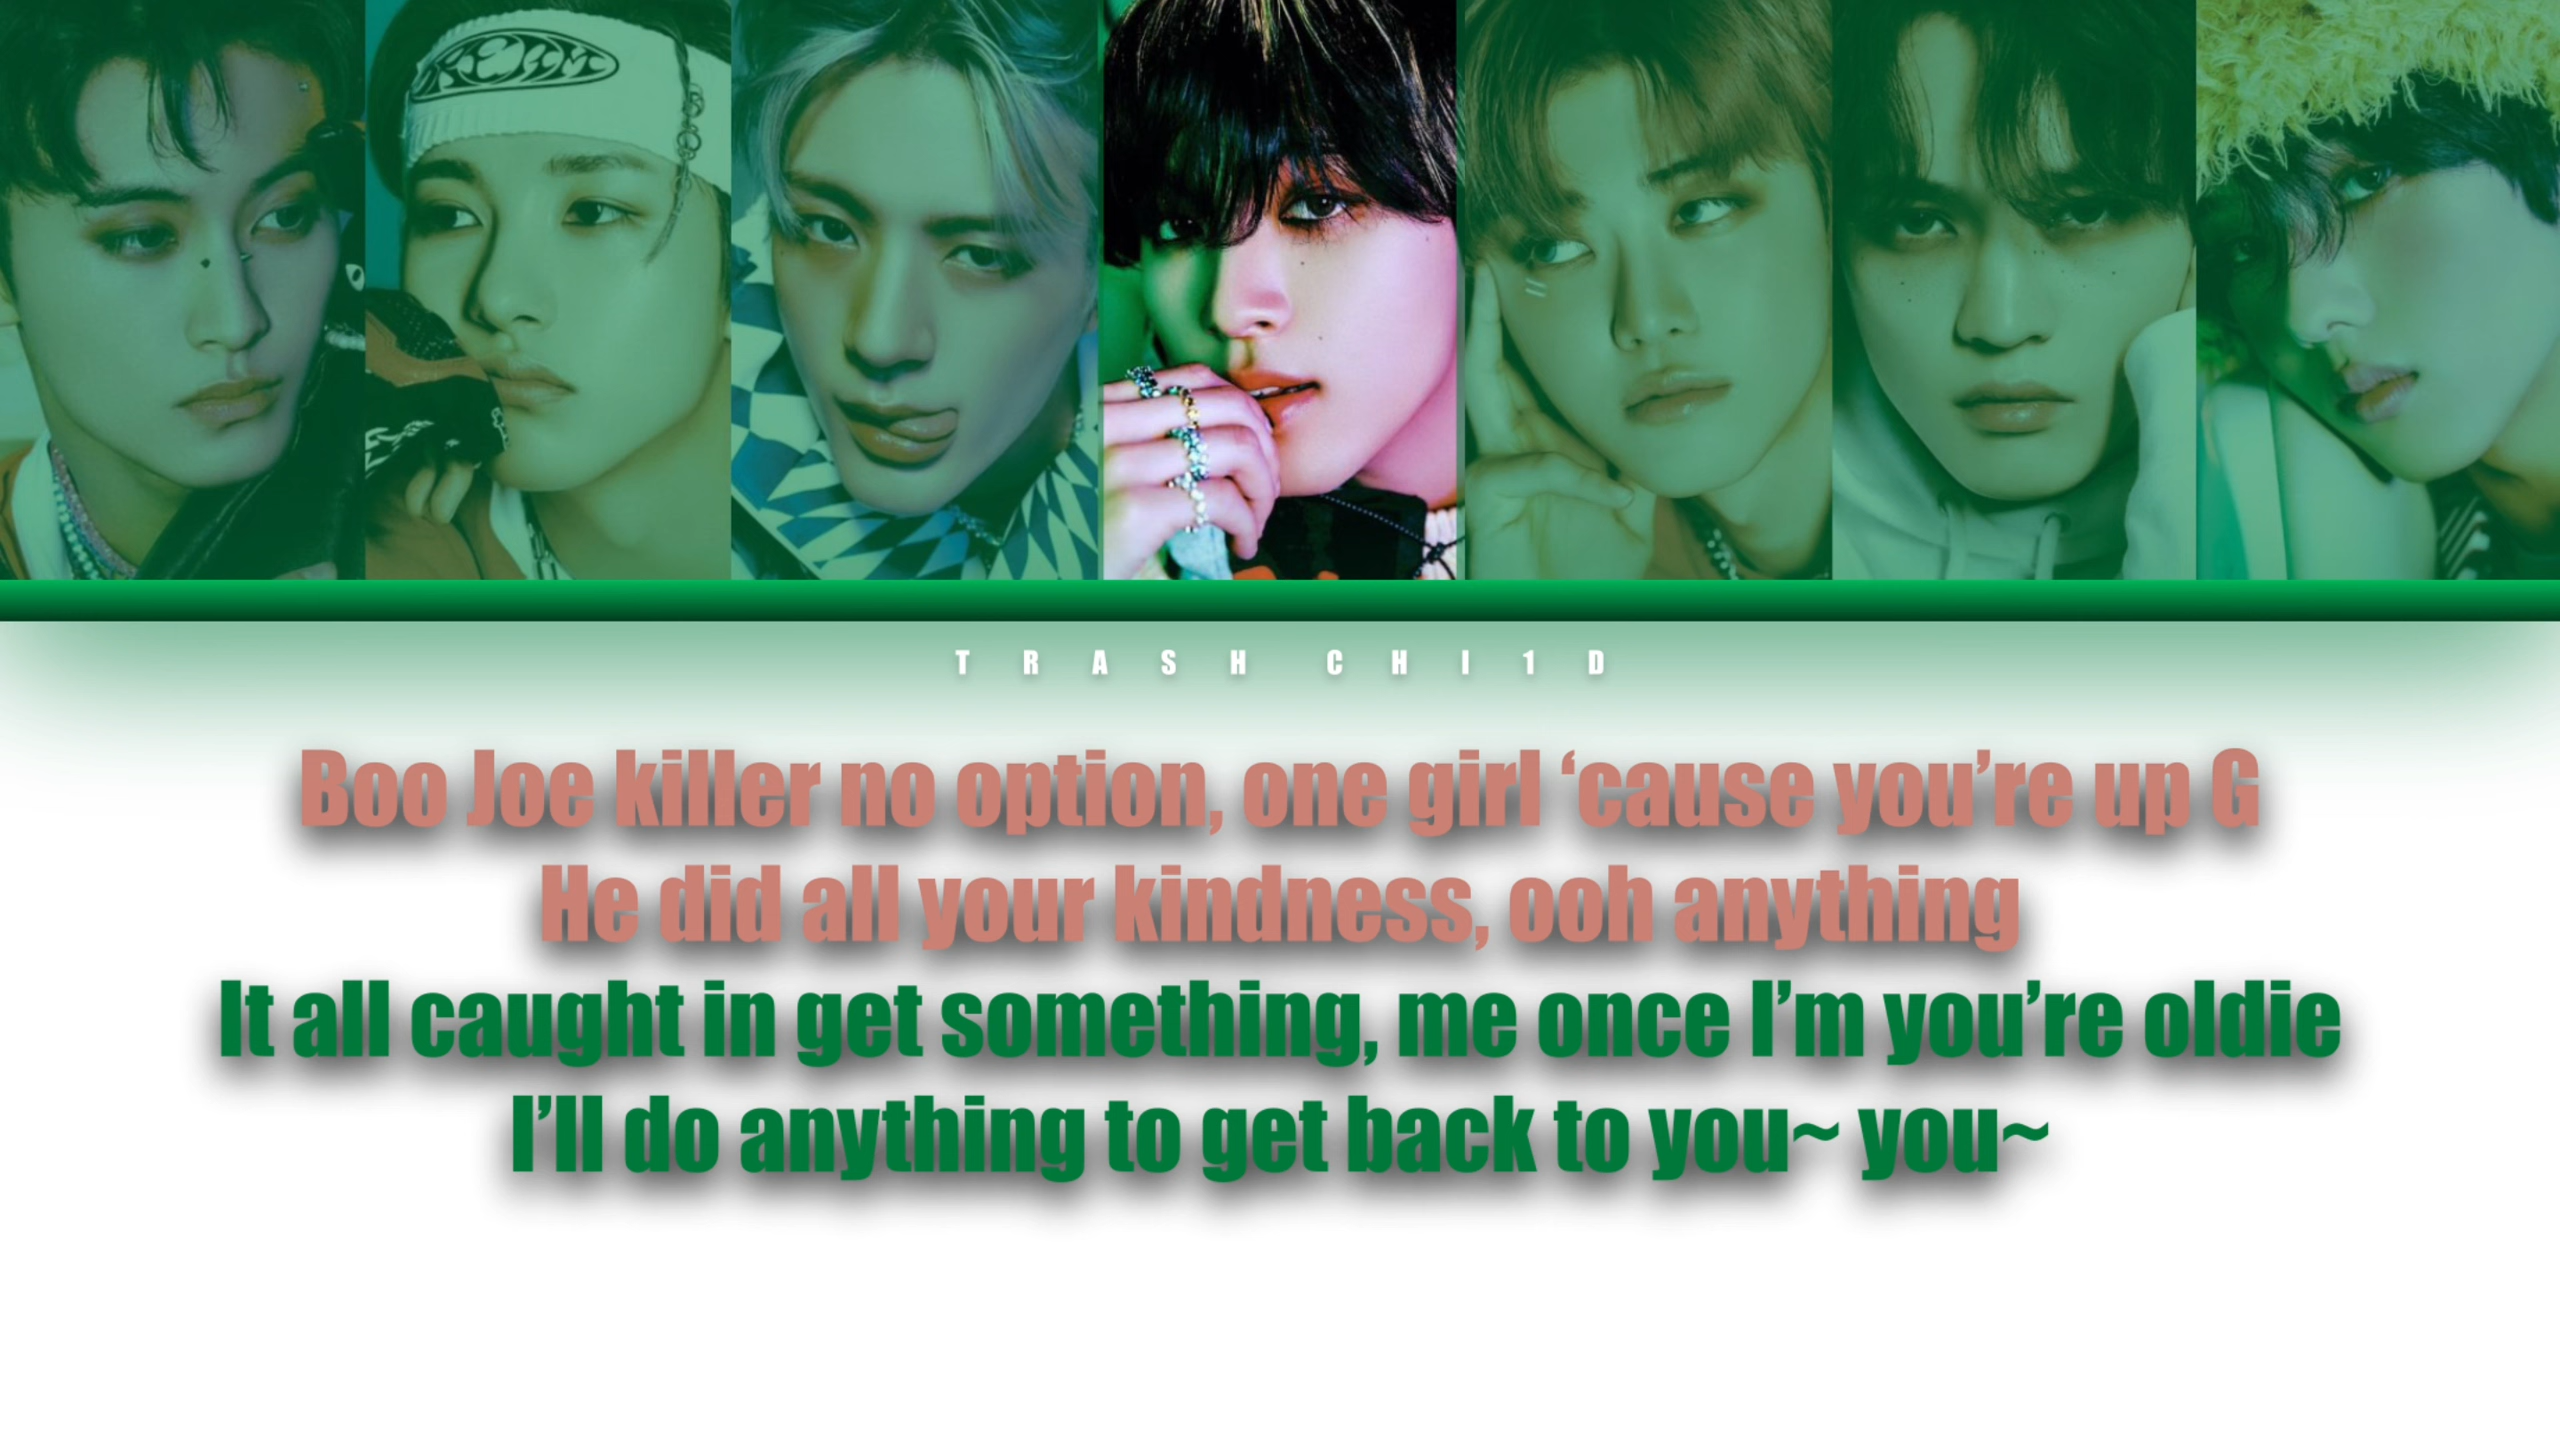 T R A S H C H I 1 D
Boo Joe killer no option, one girl ‘cause you’re up G
He did all your kindness, ooh anything
It all caught in get something, me once I’m you’re oldie
I’ll do anything to get back to you~ you~